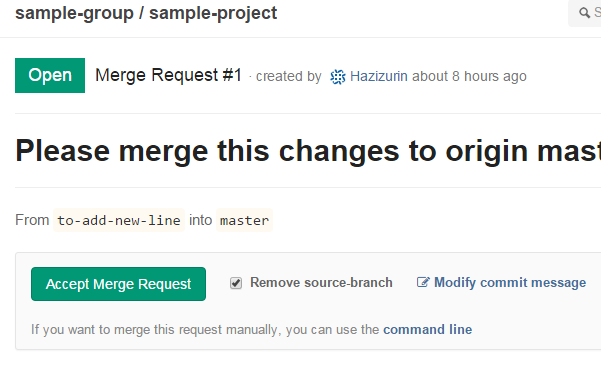 sample-group / sample-project
S
Open Merge Request #1 · created by Hazizurin about 8 hours ago
Please merge this changes to origin mast
From to-add-new-line into master
Accept Merge Request Remove source-branch Modify commit message
If you want to merge this request manually, you can use the command line